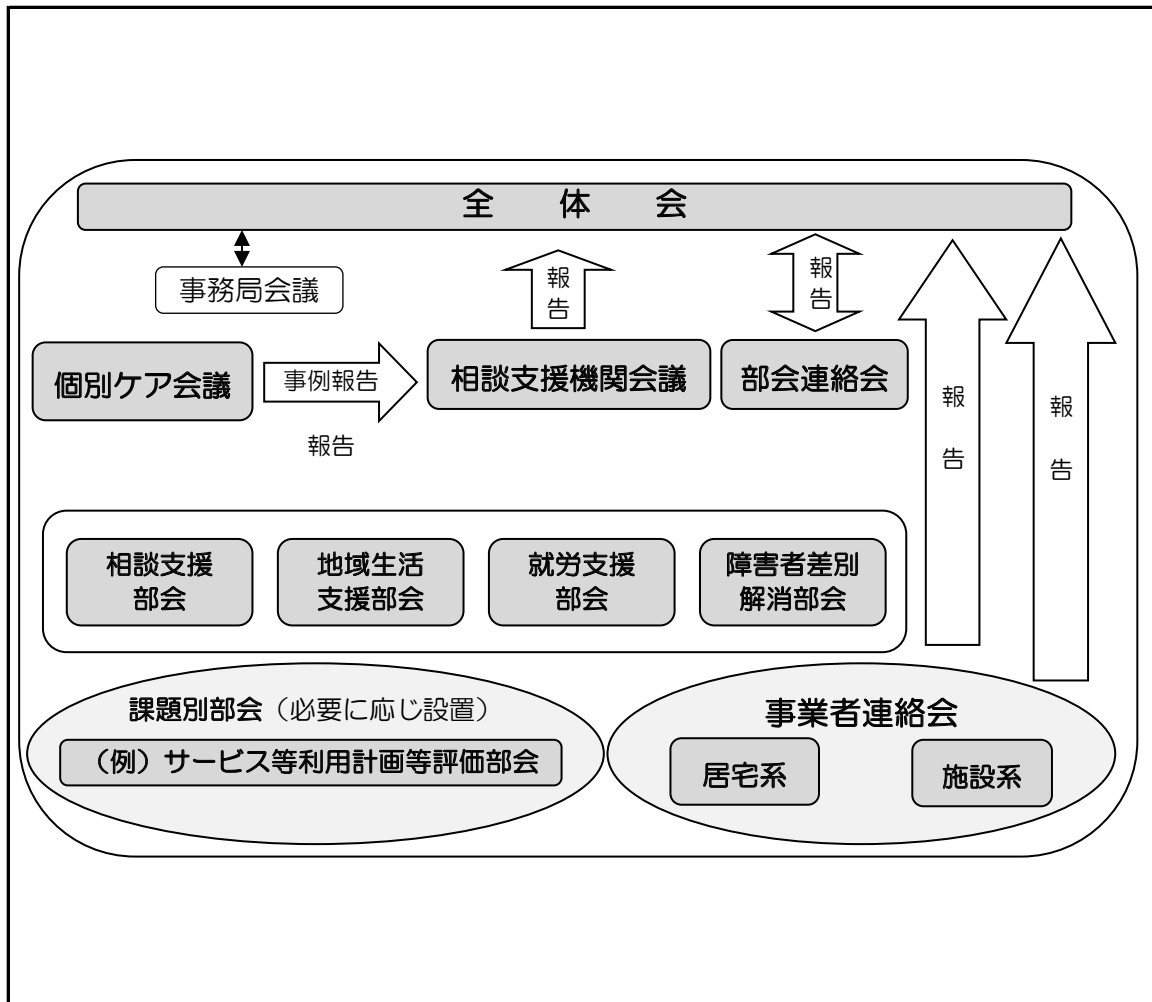 全　体　会
事務局会議
報
告
報
告
個別ケア会議
事例報告
相談支援機関会議
部会連絡会
報告
報
告
報
告
相談支援
部会
地域生活
支援部会
就労支援
部会
障害者差別
解消部会
課題別部会（必要に応じ設置）
（例）サービス等利用計画等評価部会
事業者連絡会
居宅系
施設系